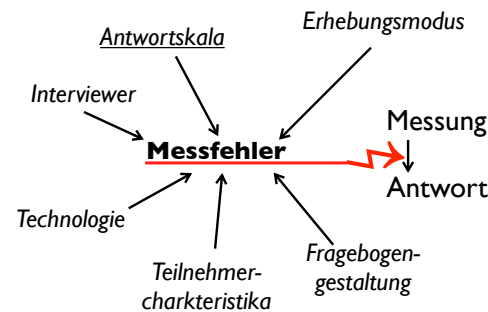 Erhebungsmodus
Antwortskala
Interviewer
Messung
Messfehler
Antwort
Technologie
Fragebogen-
gestaltung
Teilnehmer-
charkteristika